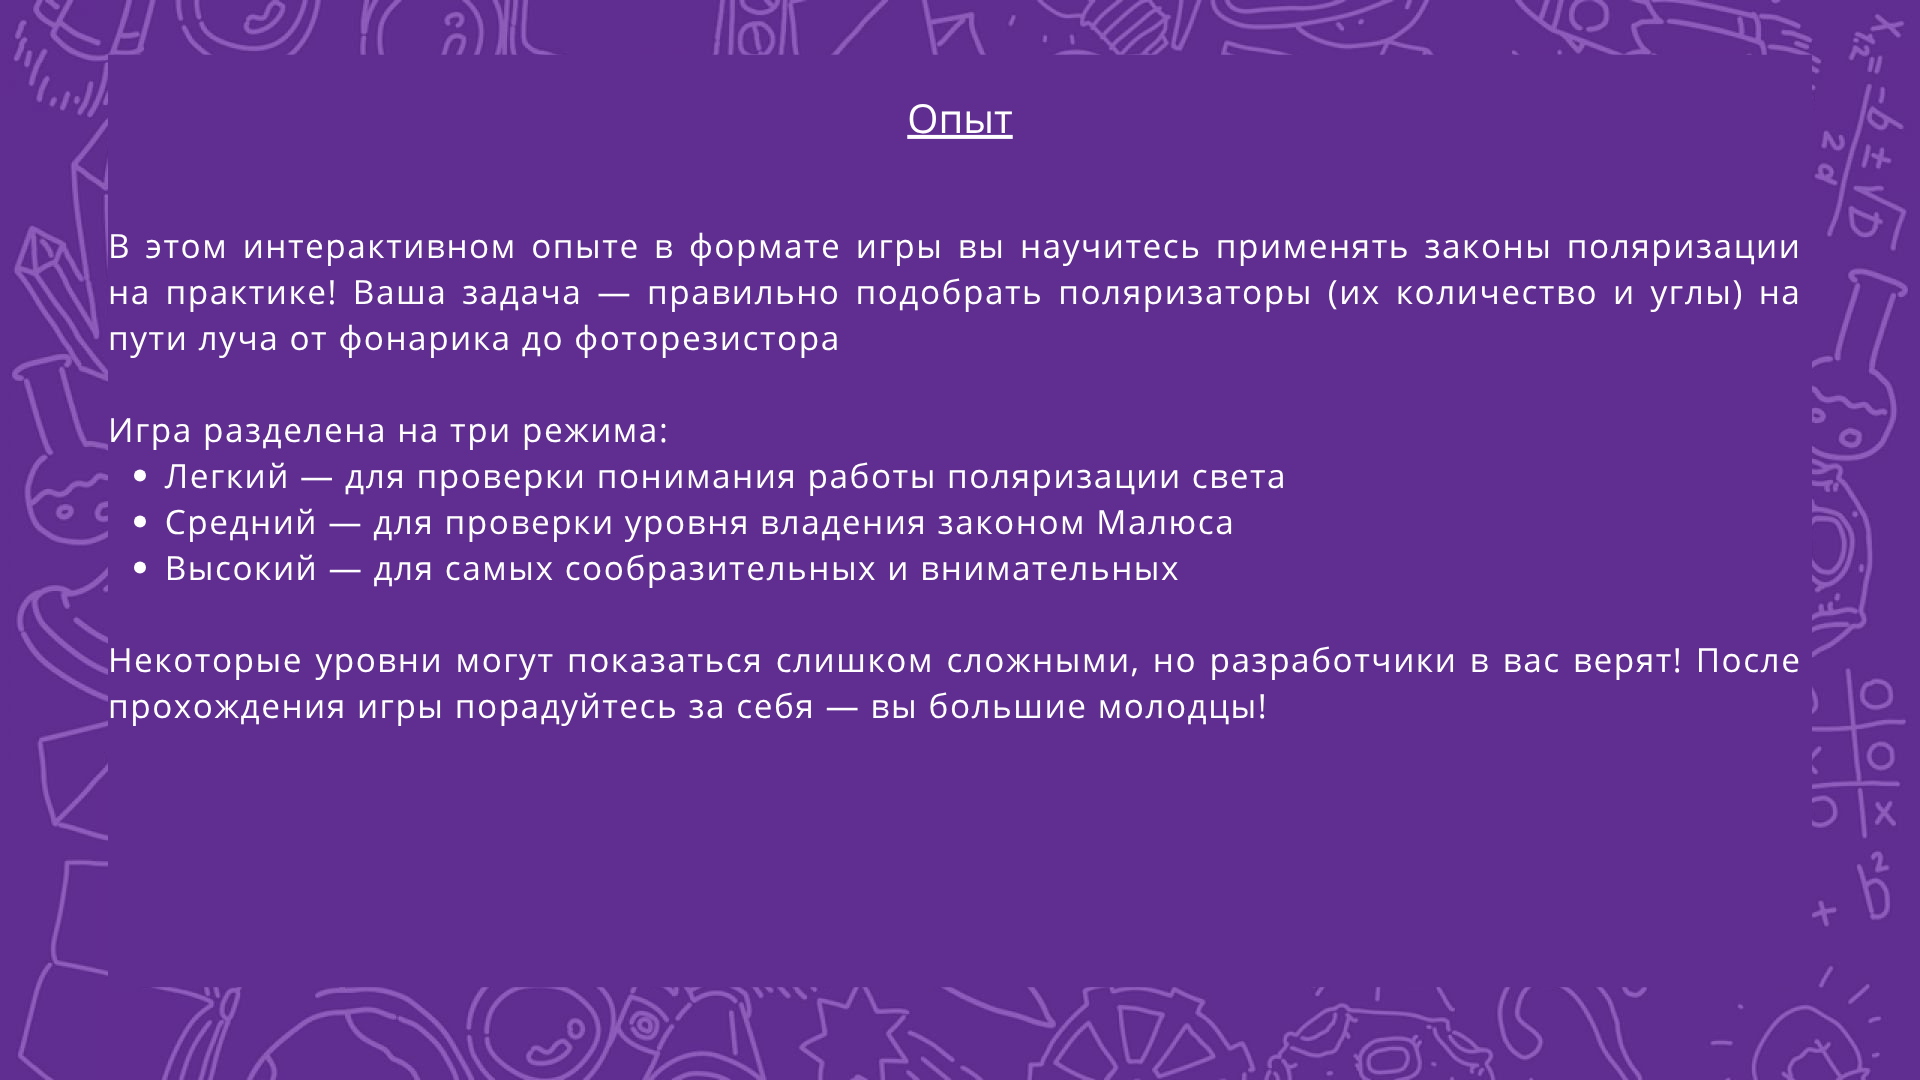 Опыт
В этом интерактивном опыте в формате игры вы научитесь применять законы поляризации
на практике! Ваша задача — правильно подобрать поляризаторы (их количество и углы) на
пути луча от фонарика до фоторезистора
Игра разделена на три режима:
• Легкий — для проверки понимания работы поляризации света
• Средний — для проверки уровня владения законом Малюса
• Высокий — для самых сообразительных и внимательных
Некоторые уровни могут показаться слишком сложными, но разработчики в вас верят! После
прохождения игры порадуйтесь за себя — вы большие молодцы!